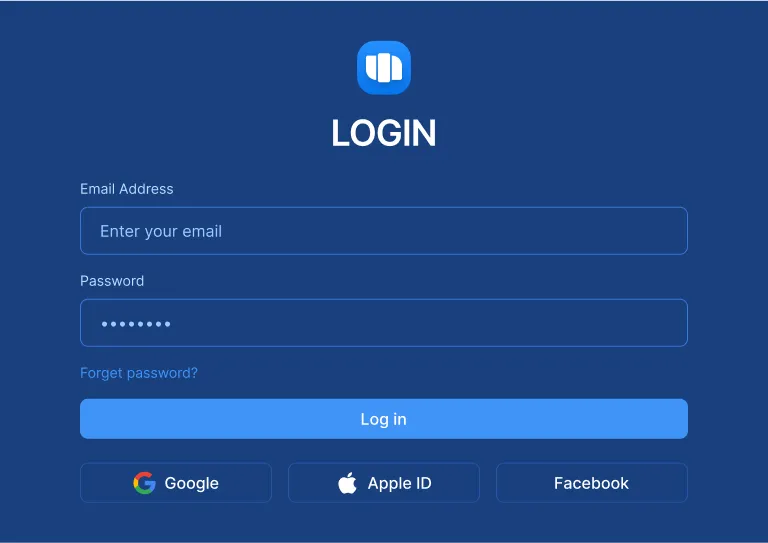 LOGIN
Email Address
Enter your email
Password
••••••••
Forget password?
Log in
Google Apple ID Facebook